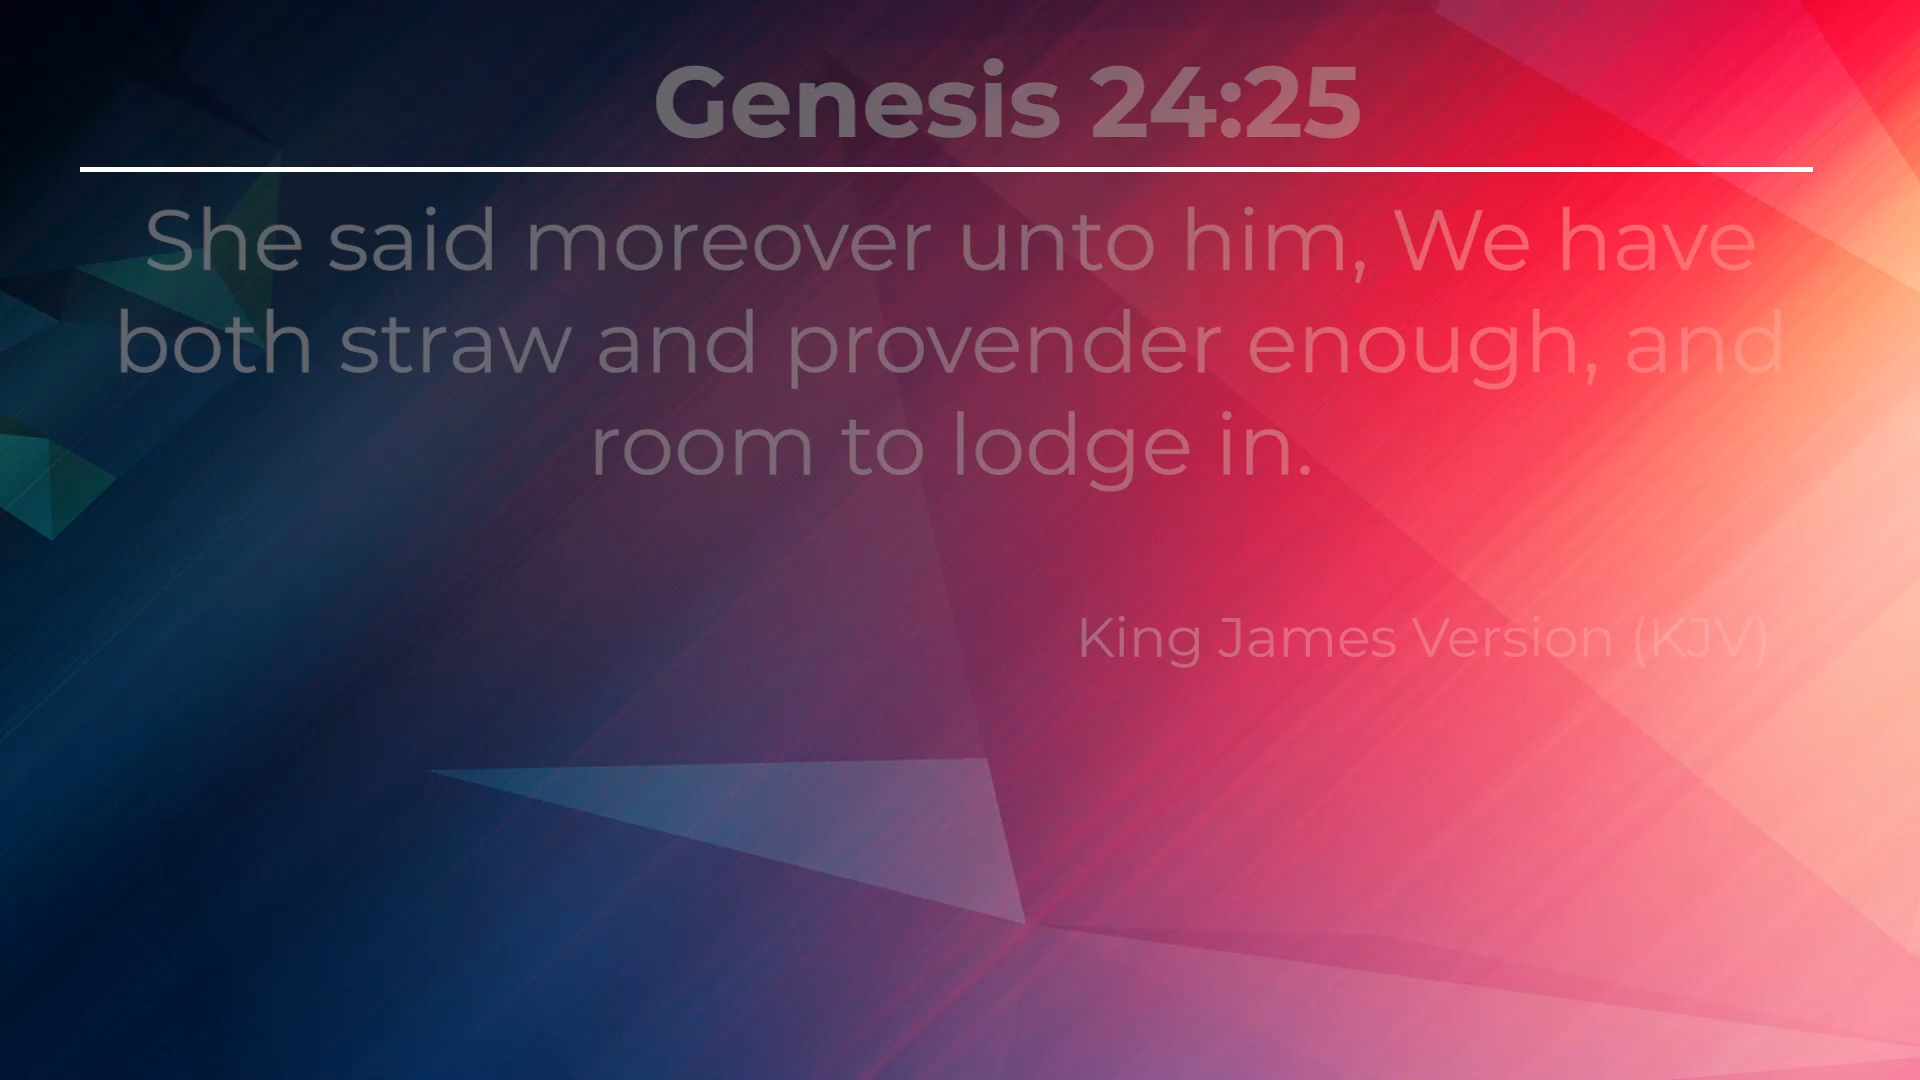 Genesis 24:25
She said moreover unto him, We have
both straw and provender enough, and
room to lodge in.
King James Version (KJV)